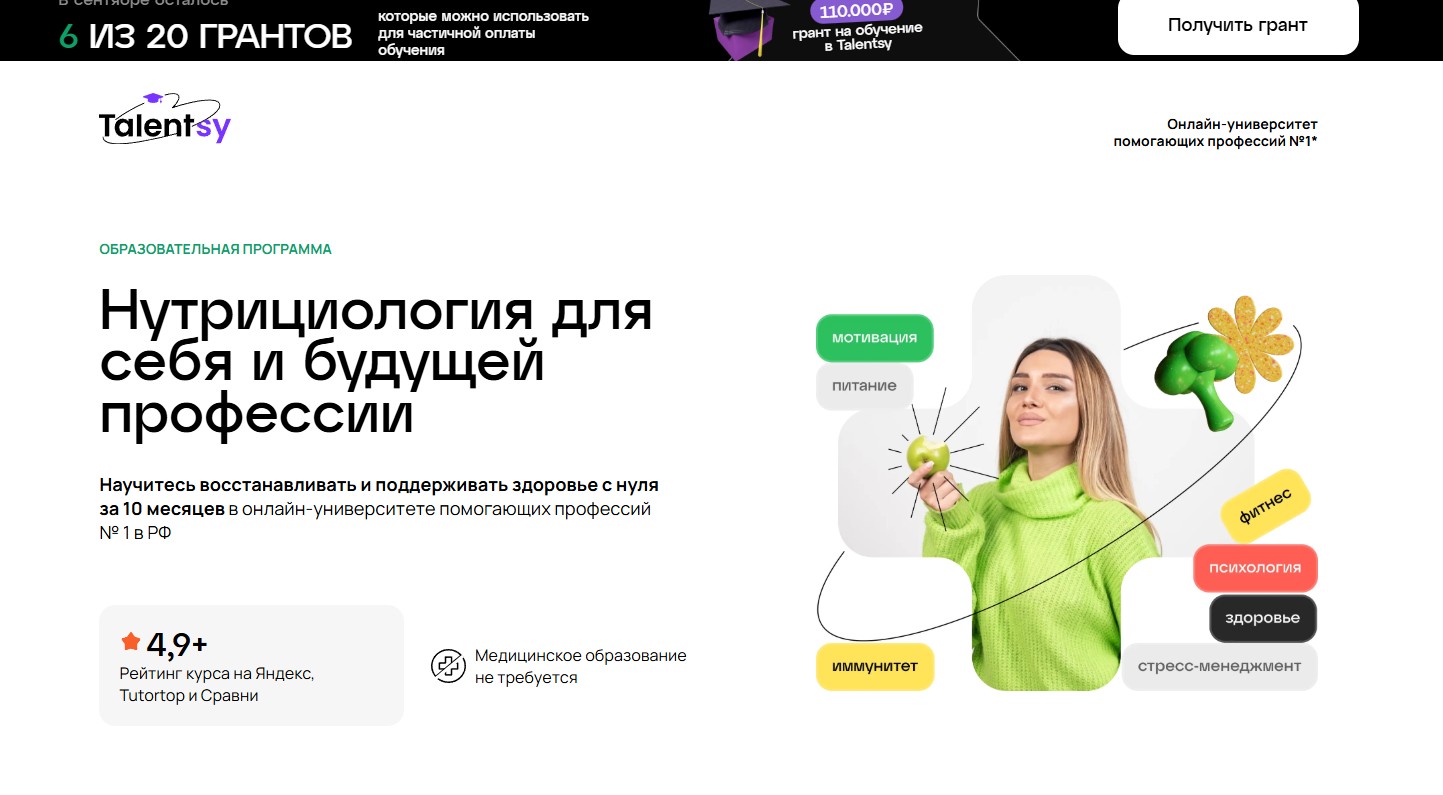 В сентябре осталось
6 ИЗ 20 ГРАНТОВ
которые можно использовать
для частичной оплаты
обучения
110.000₽
грант на обучение
в Talentsy
Получить грант
Talentsy
Онлайн-университет
помогающих профессий №1*
ОБРАЗОВАТЕЛЬНАЯ ПРОГРАММА
Нутрициология для
себя и будущей
профессии
Научитесь восстанавливать и поддерживать здоровье с нуля
за 10 месяцев в онлайн-университете помогающих профессий
№ 1 в РФ
4,9+
Рейтинг курса на Яндекс,
Tutortop и Сравни
Медицинское образование
не требуется
мотивация
питание
фитнес
психология
здоровье
иммунитет
стресс-менеджмент